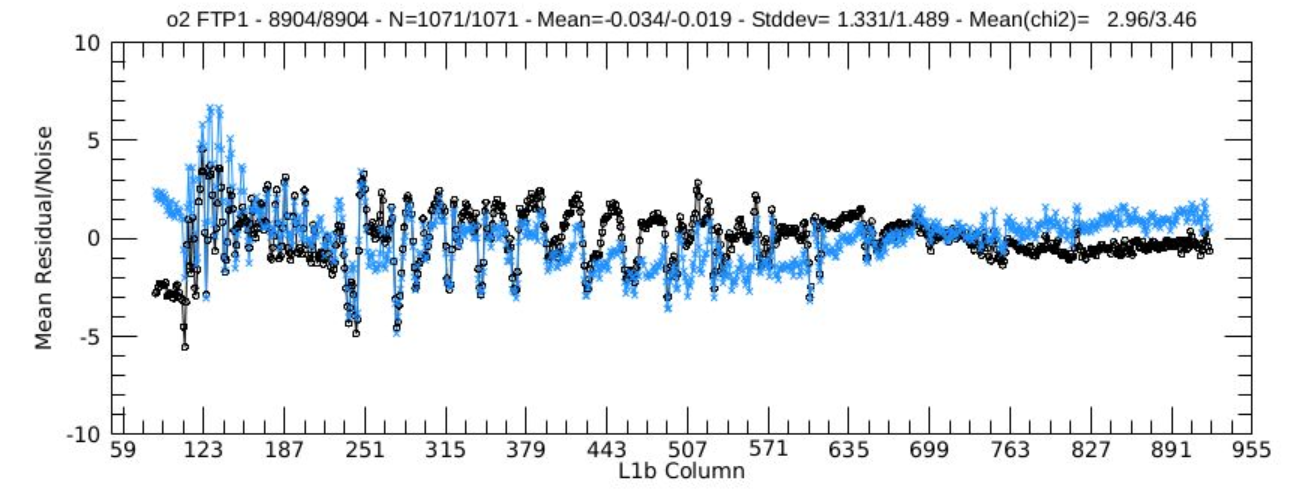 o2 FTP1 - 8904/8904 - N=1071/1071 - Mean=-0.034/-0.019 - Stddev= 1.331/1.489 - Mean(chi2)= 2.96/3.46
10
5
0
-5
-10
Mean Residual/Noise
59 123 187 251 315 379 443 507 571 635 699 763 827 891 955
L1b Column